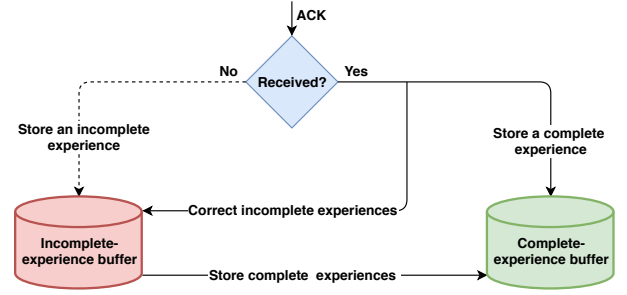 ACK
No
Received?
Yes
Store an incomplete
experience
Store a complete
experience
Correct incomplete experiences
Incomplete-
experience buffer
Complete-
experience buffer
Store complete experiences